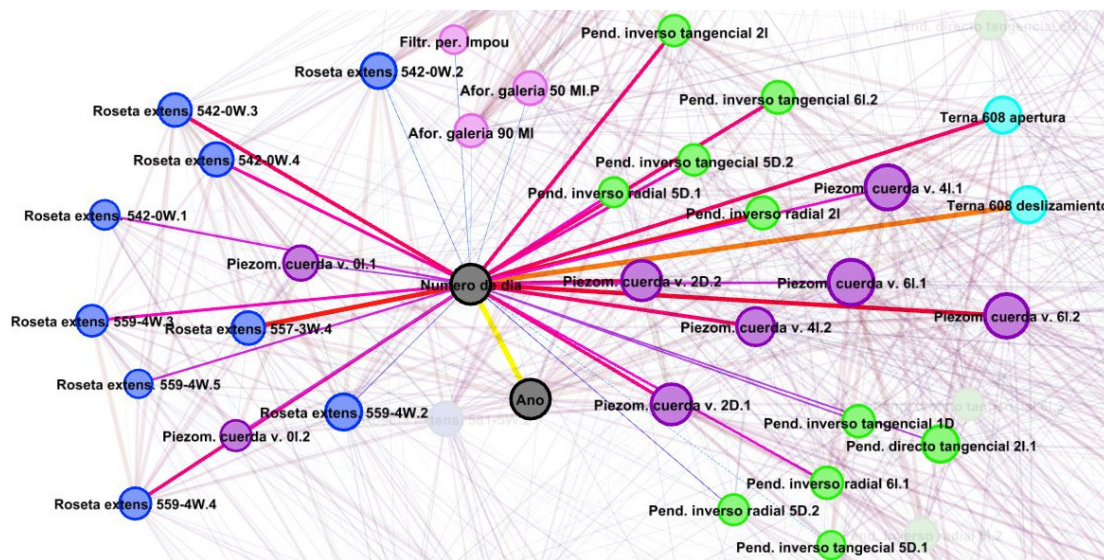 Pend. inverso tangencial 2I
Filtr. per. Impou
Roseta extens. 542-0W.2
Afor. galeria 50 MI.P
Pend. inverso tangencial 6I.2
Roseta extens. 542-0W.3
Terna 608 apertura
Afor. galeria 90 MI
Roseta extens. 542-0W.4
Pend. inverso tangecial 5D.2
Pend. inverso radial 5D.1
Piezom. cuerda v. 4I.1
Terna 608 deslizamiento
Roseta extens. 542-0W.1
Pend. inverso radial 2I
Piezom. cuerda v. 0I.1
Numero de dia
Piezom. cuerda v. 2D.2
Piezom. cuerda v. 6I.1
Roseta extens. 559-4W.3
Roseta extens. 557-3W.4
Piezom. cuerda v. 4I.2
Piezom. cuerda v. 6I.2
Roseta extens. 559-4W.5
Ano
Roseta extens. 559-4W.2
Piezom. cuerda v. 2D.1
Pend. inverso tangencial 1D
Piezom. cuerda v. 0I.2
Pend. directo tangencial 2I.1
Pend. inverso radial 6I.1
Roseta extens. 559-4W.4
Pend. inverso radial 5D.2
Pend. inverso tangecial 5D.1